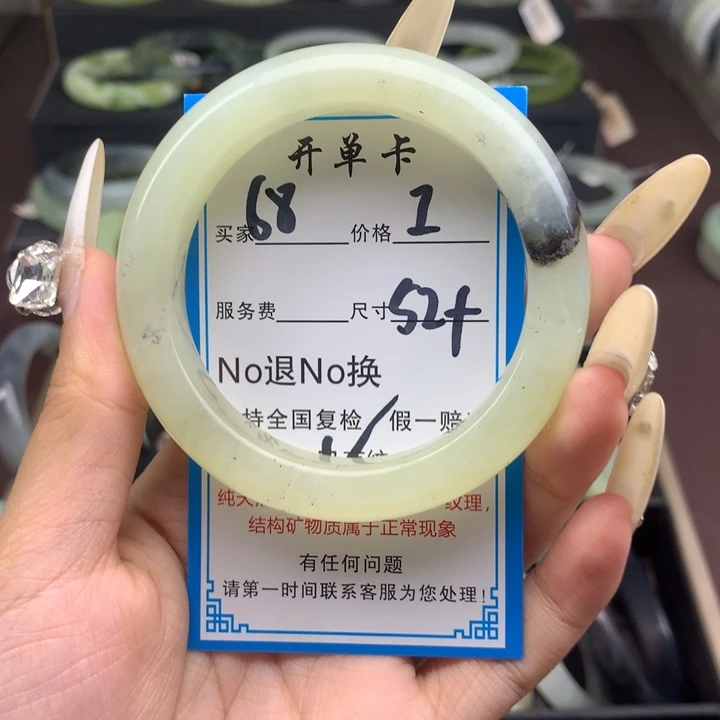 开单卡
买家 68 价格 1
服务费 尺寸 52+
No退No换
持全国复检 假一赔
纹理，
结构矿物质属于正常现象
有任何问题
请第一时间联系客服为您处理!